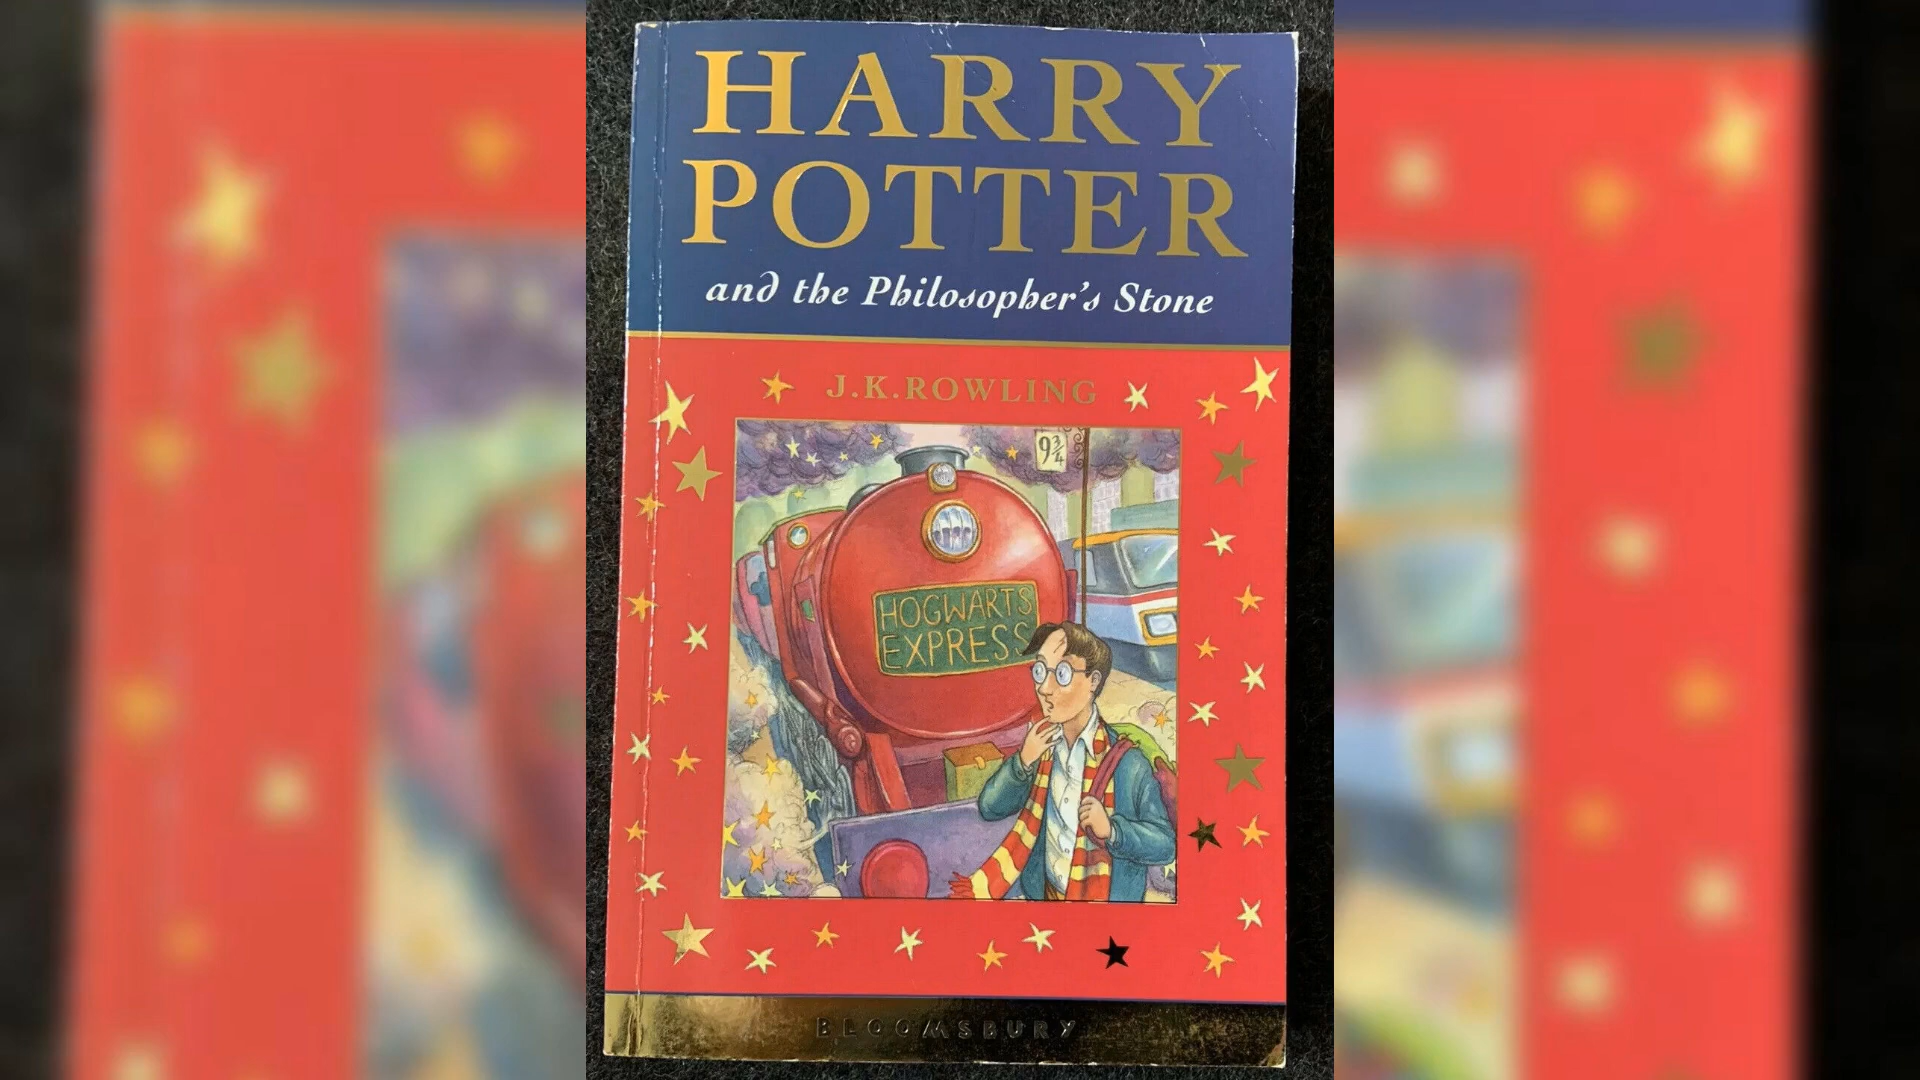 HARRY
POTTER
and the Philosopher's Stone
J.K.ROWLING
9¾
HOGWARTS
EXPRESS
BLOOMSBURY